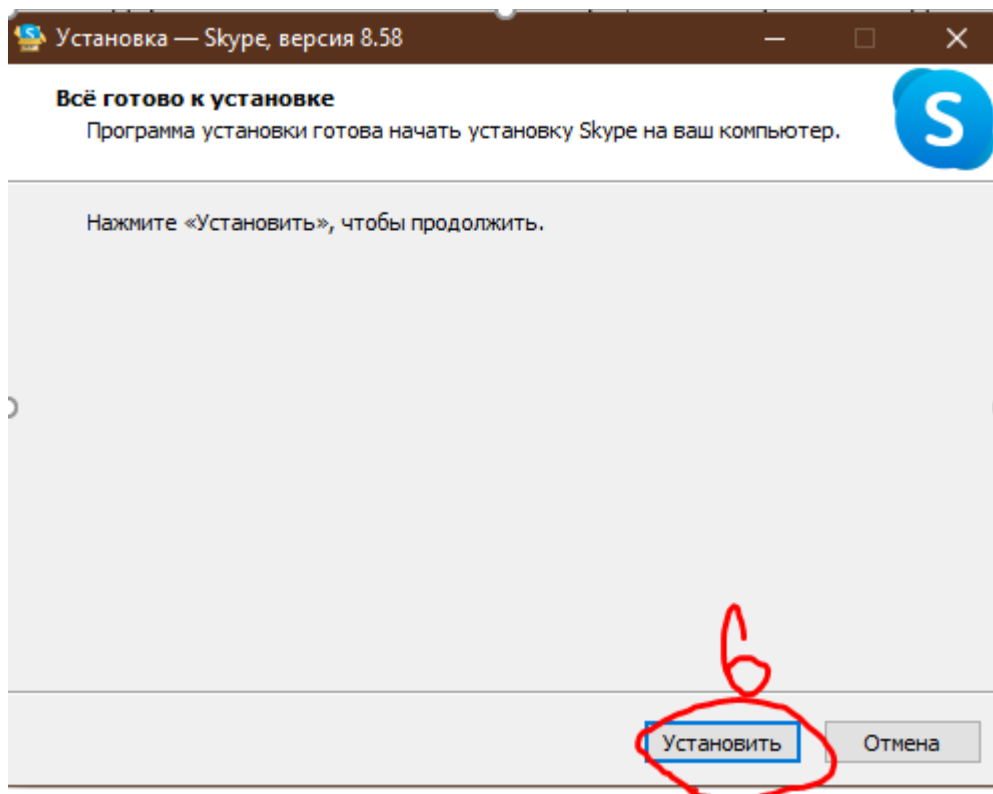 Установка — Skype, версия 8.58
Всё готово к установке
Программа установки готова начать установку Skype на ваш компьютер.
S
Нажмите «Установить», чтобы продолжить.
6
Установить
Отмена